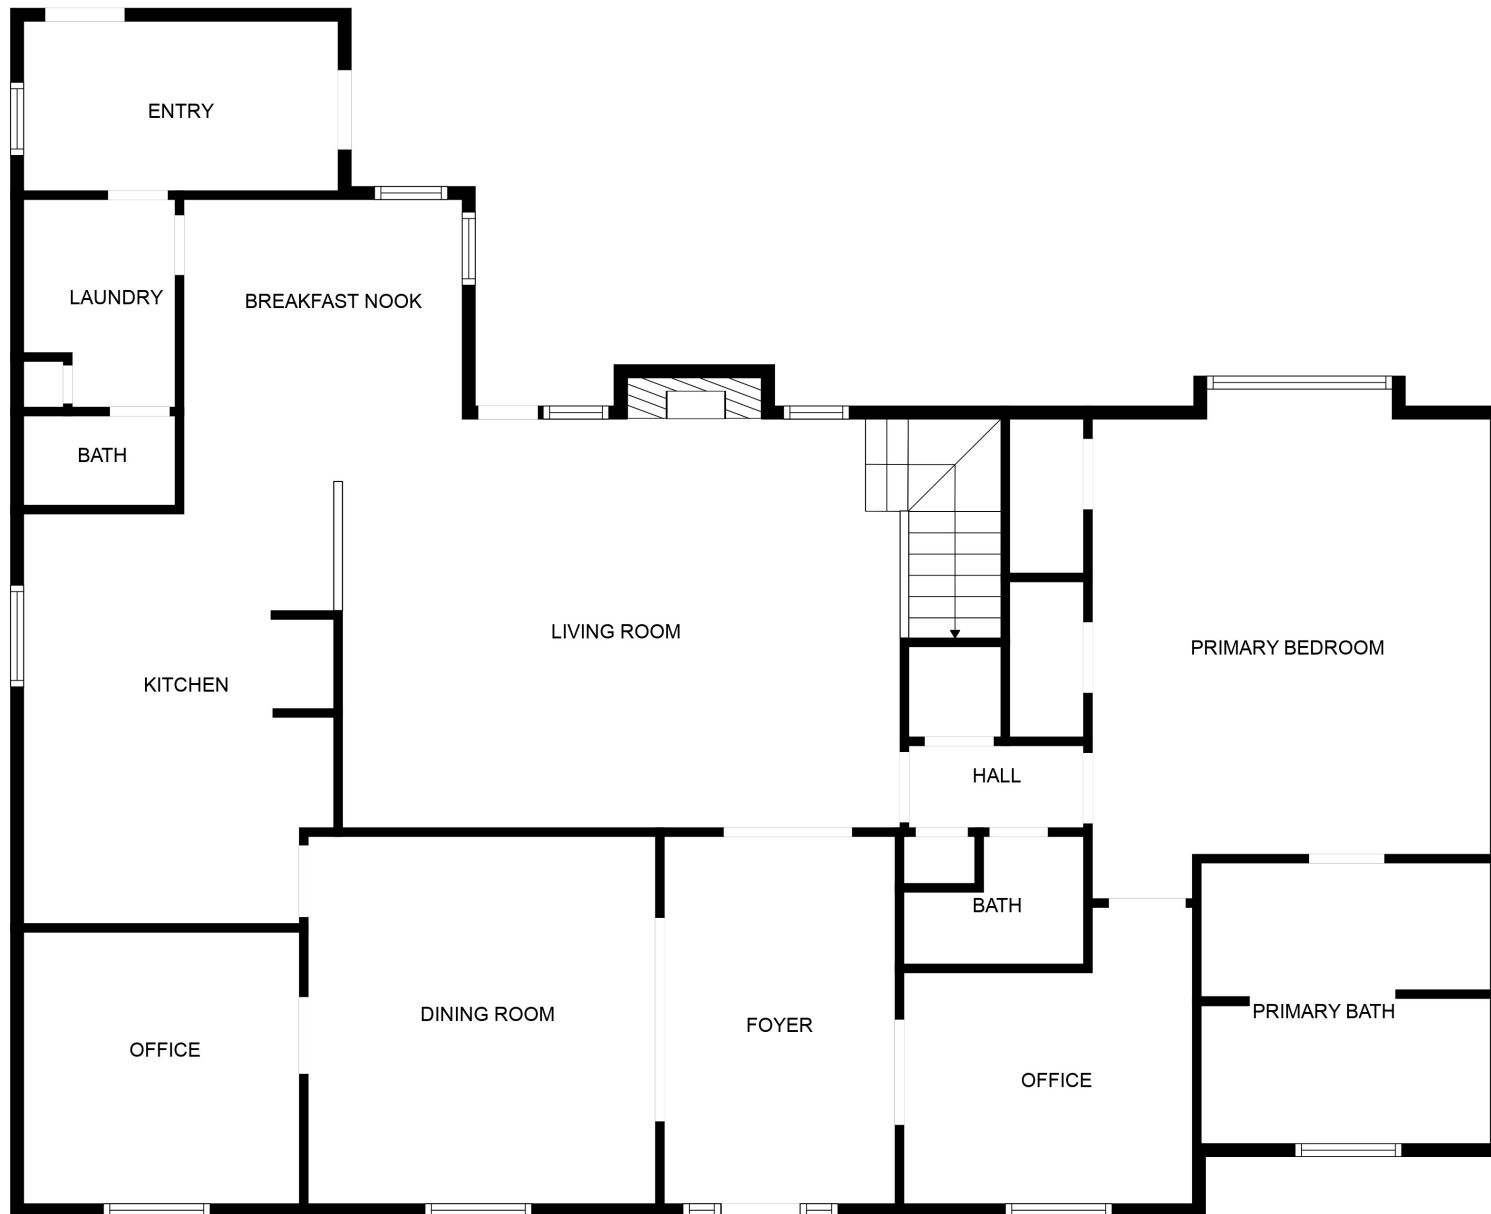 ENTRY
LAUNDRY
BREAKFAST NOOK
BATH
LIVING ROOM
PRIMARY BEDROOM
KITCHEN
HALL
BATH
DINING ROOM
PRIMARY BATH
FOYER
OFFICE
OFFICE